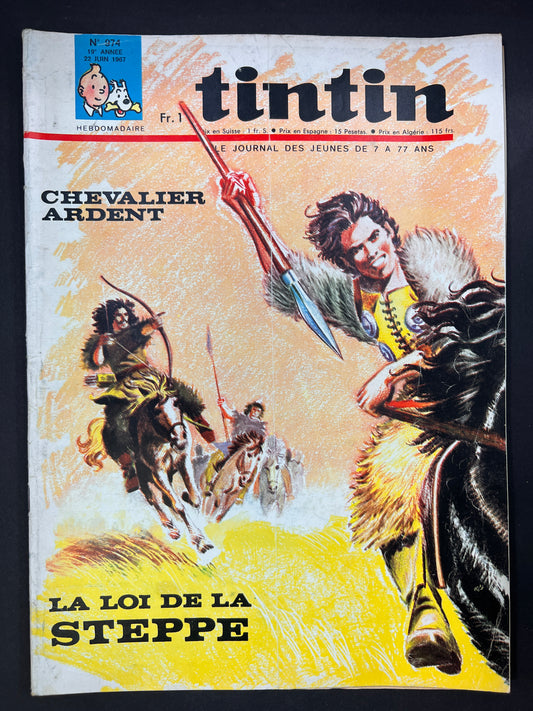 N° 974
19e ANNÉE
22 JUIN 1967
HEBDOMADAIRE
tintin
Fr. 1
en Suisse : 1 fr. S. • Prix en Espagne : 15 Pesetas. • Prix en Algérie : 115 frs
LE JOURNAL DES JEUNES DE 7 A 77 ANS
CHEVALIER
ARDENT
LA LOI DE LA
STEPPE